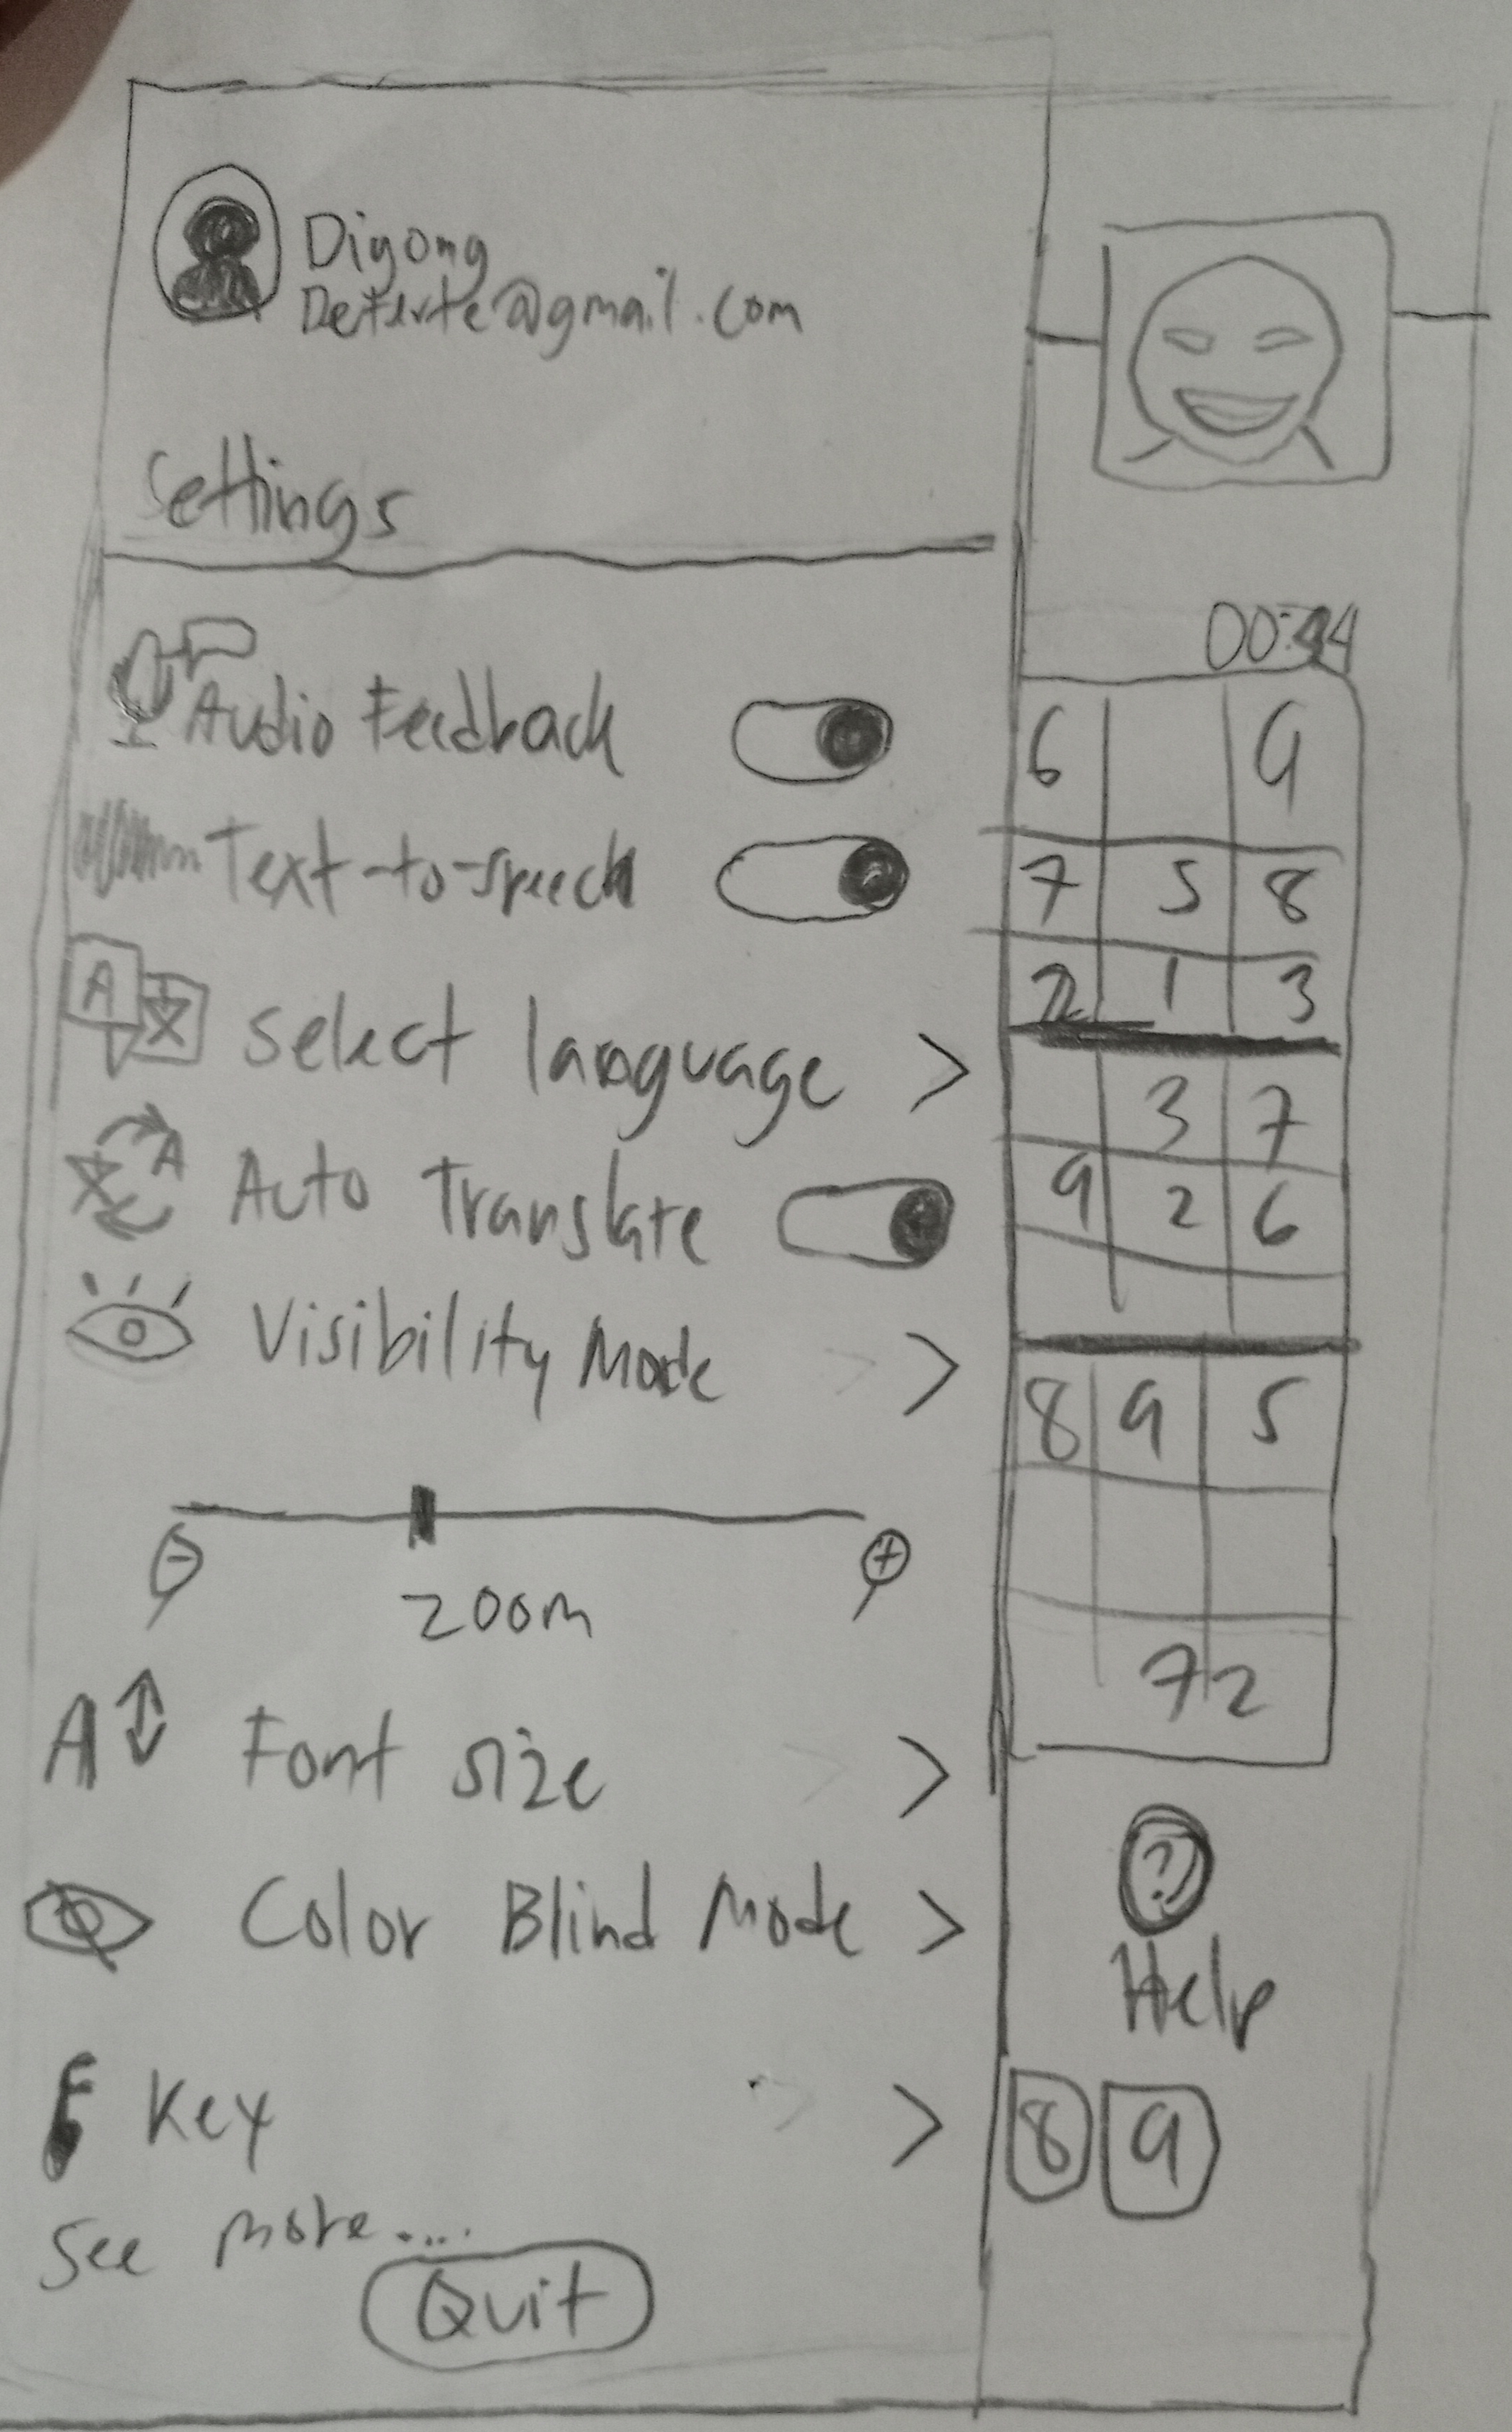 Digong
Deterte@gmail.com
Settings
Audio Feedback
Text-to-speech
A
Select language >
A
Auto Translate
Visibility Mode >
Zoom
A Font size >
Color Blind Mode >
Key >
See more....
Quit
6 9
7 5 8
2 1 3
3 7
9 2 6
8 9 5
7 2
?
Help
8 9